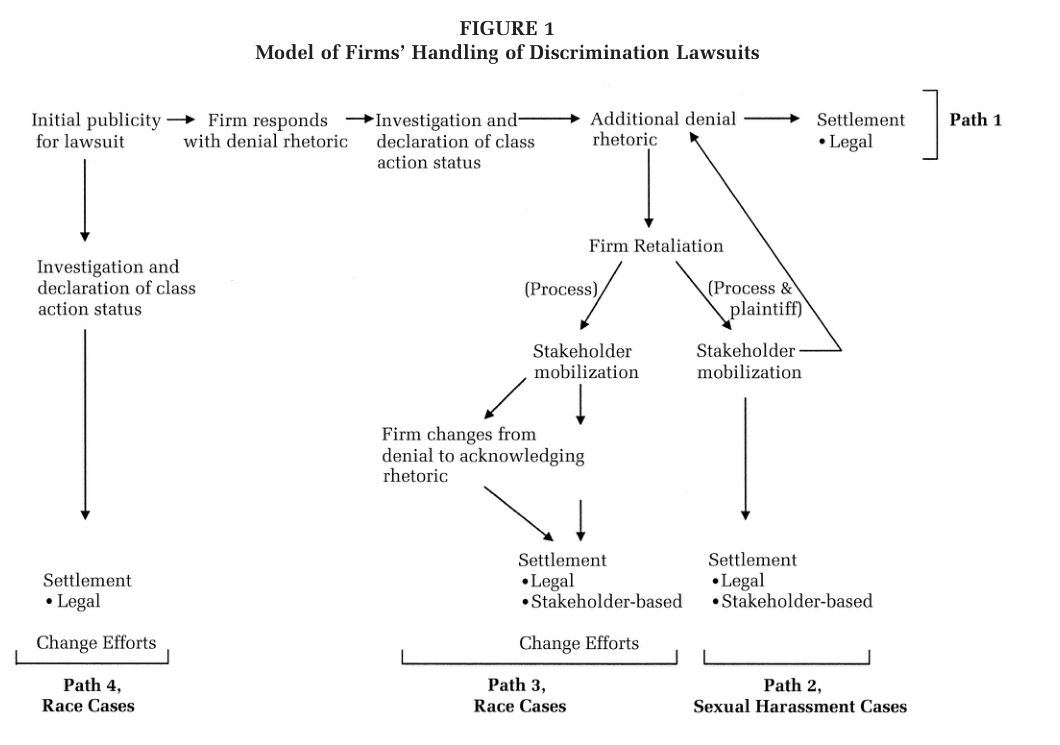 FIGURE 1
Model of Firms' Handling of Discrimination Lawsuits
Initial publicity
for lawsuit
Firm responds
with denial rhetoric
Investigation and
declaration of class
action status
Additional denial
rhetoric
Settlement
• Legal
Path 1
Firm Retaliation
Investigation and
declaration of class
action status
(Process)
(Process &
plaintiff)
Stakeholder
mobilization
Stakeholder
mobilization
Firm changes from
denial to acknowledging
rhetoric
Settlement
• Legal
Change Efforts
Path 4,
Race Cases
Settlement
• Legal
• Stakeholder-based
Change Efforts
Path 3,
Race Cases
Settlement
• Legal
• Stakeholder-based
Path 2,
Sexual Harassment Cases